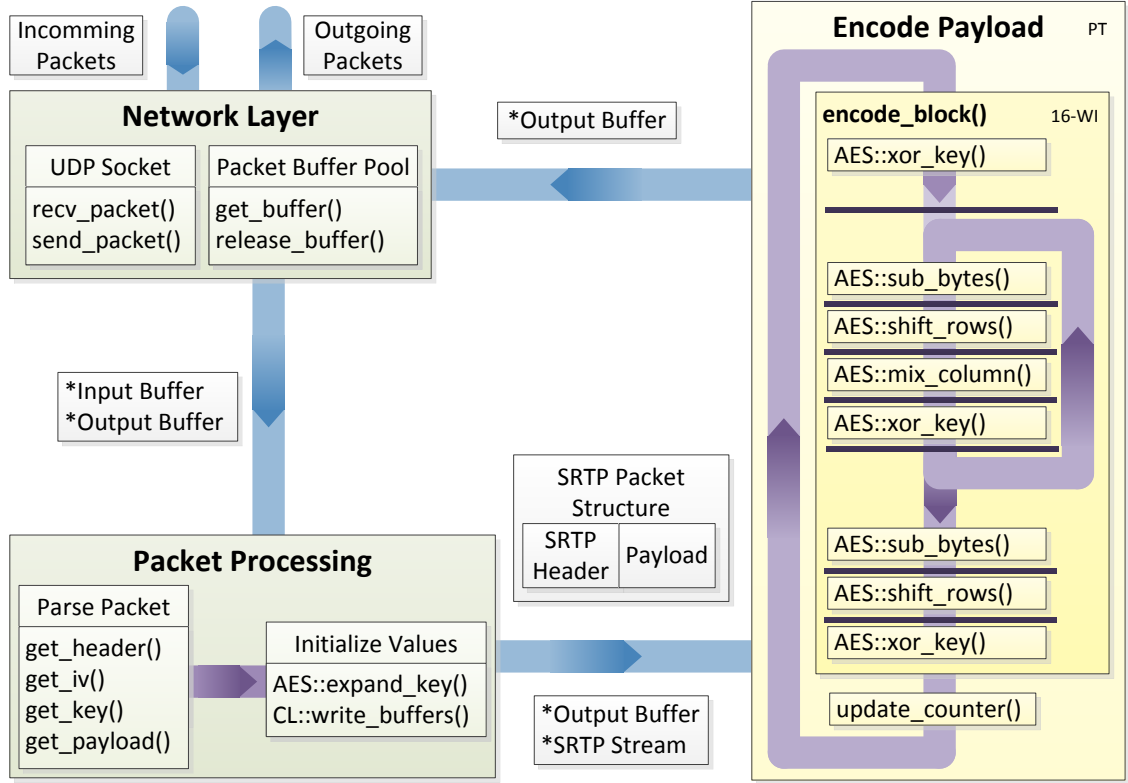 Incomming
Packets
Outgoing
Packets
Network Layer
UDP Socket
recv_packet()
send_packet()
Packet Buffer Pool
get_buffer()
release_buffer()
*Output Buffer
*Input Buffer
*Output Buffer
Packet Processing
Parse Packet
get_header()
get_iv()
get_key()
get_payload()
Initialize Values
AES::expand_key()
CL::write_buffers()
SRTP Packet
Structure
SRTP
Header
Payload
*Output Buffer
*SRTP Stream
Encode Payload
PT
encode_block()
16-WI
AES::xor_key()
AES::sub_bytes()
AES::shift_rows()
AES::mix_column()
AES::xor_key()
AES::sub_bytes()
AES::shift_rows()
AES::xor_key()
update_counter()